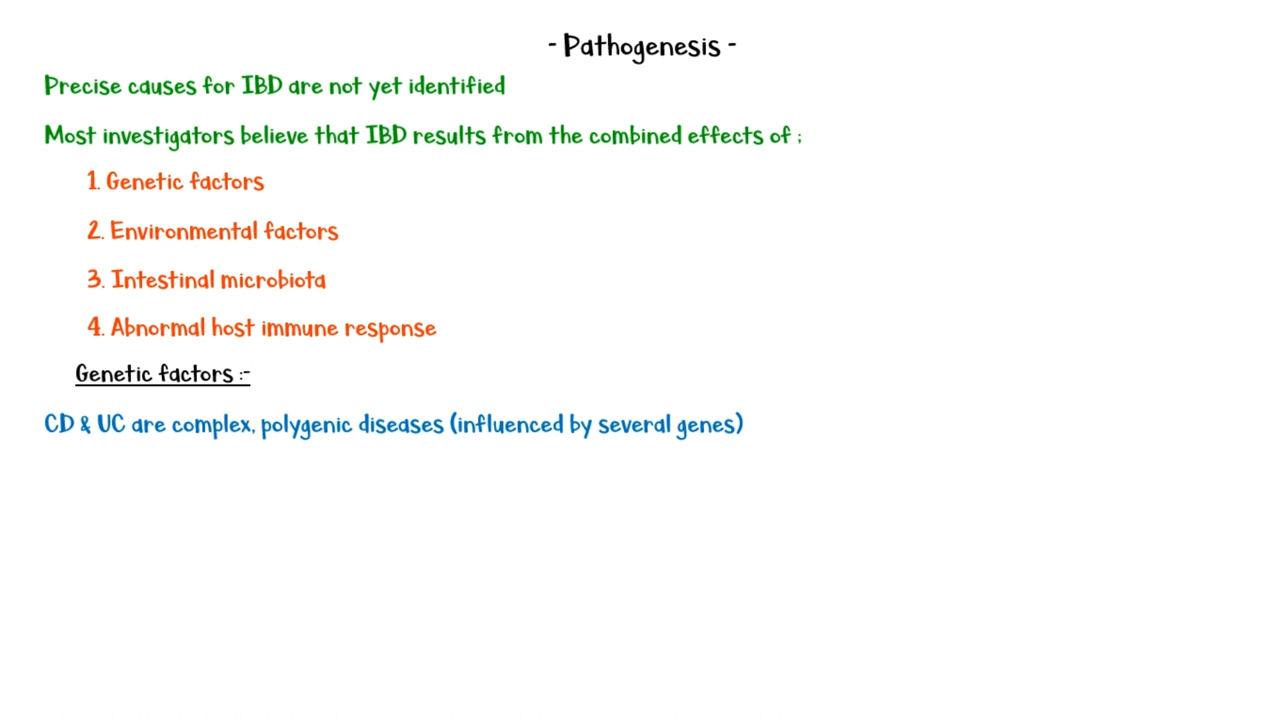 - Pathogenesis -
Precise causes for IBD are not yet identified
Most investigators believe that IBD results from the combined effects of ;
1. Genetic factors
2. Environmental factors
3. Intestinal microbiota
4. Abnormal host immune response
Genetic factors :-
CD & UC are complex, polygenic diseases (influenced by several genes)